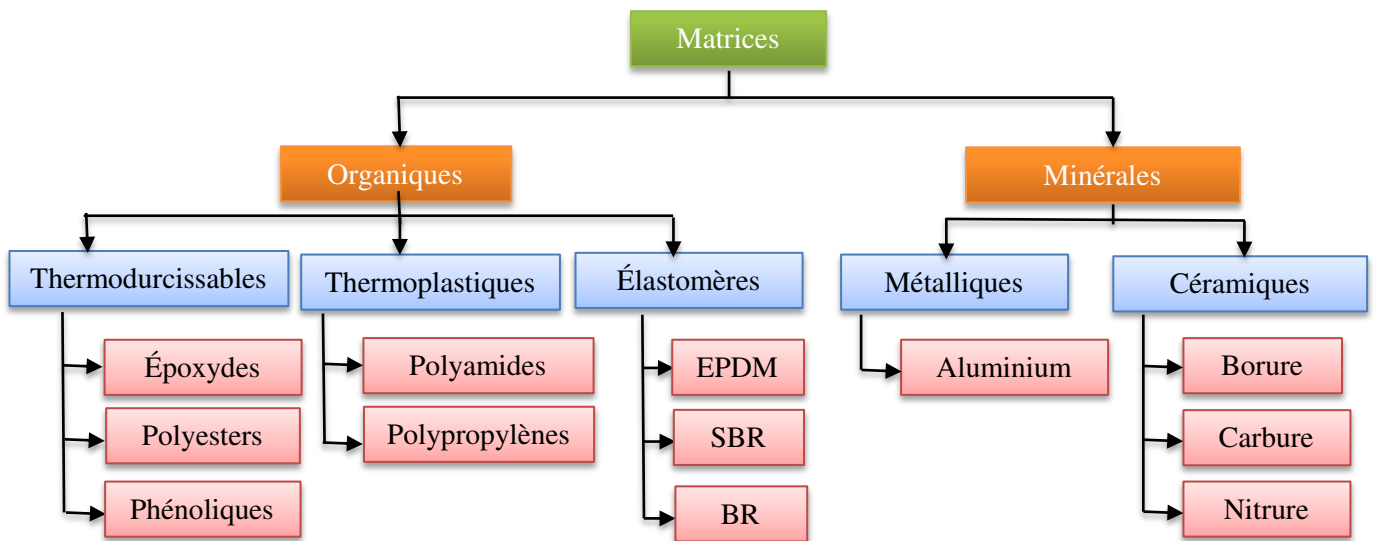 Matrices
Organiques
Minérales
Thermodurcissables
Thermoplastiques
Élastomères
Métalliques
Céramiques
Époxydes
Polyamides
EPDM
Aluminium
Borure
Polyesters
Polypropylènes
SBR
Carbure
Phénoliques
BR
Nitrure